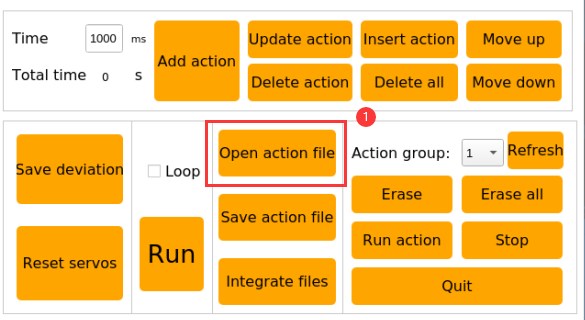 Time 1000 ms
Add action
Update action Insert action Move up
Total time 0 s
Delete action Delete all Move down
1
Save deviation
Loop
Open action file
Action group: 1 Refresh
Erase Erase all
Save action file
Run
Run action Stop
Reset servos
Integrate files
Quit